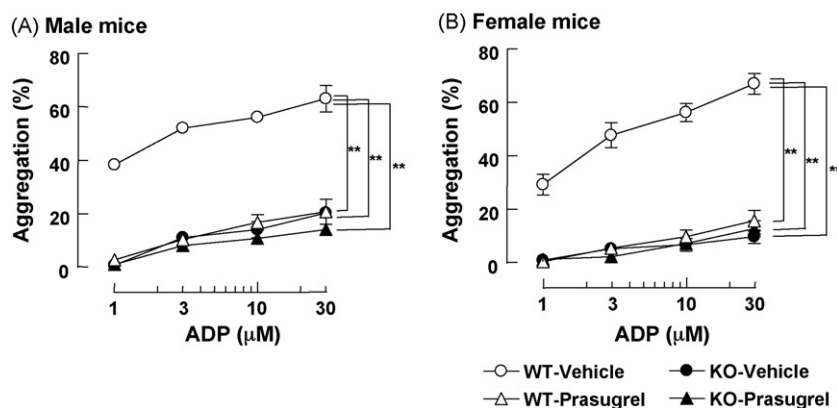 (A) Male mice
Aggregation (%)
80
60
40
20
0
**
**
**
1
3
10
30
ADP (μM)
(B) Female mice
Aggregation (%)
80
60
40
20
0
**
**
**
1
3
10
30
ADP (μM)
WT-Vehicle
KO-Vehicle
WT-Prasugrel
KO-Prasugrel